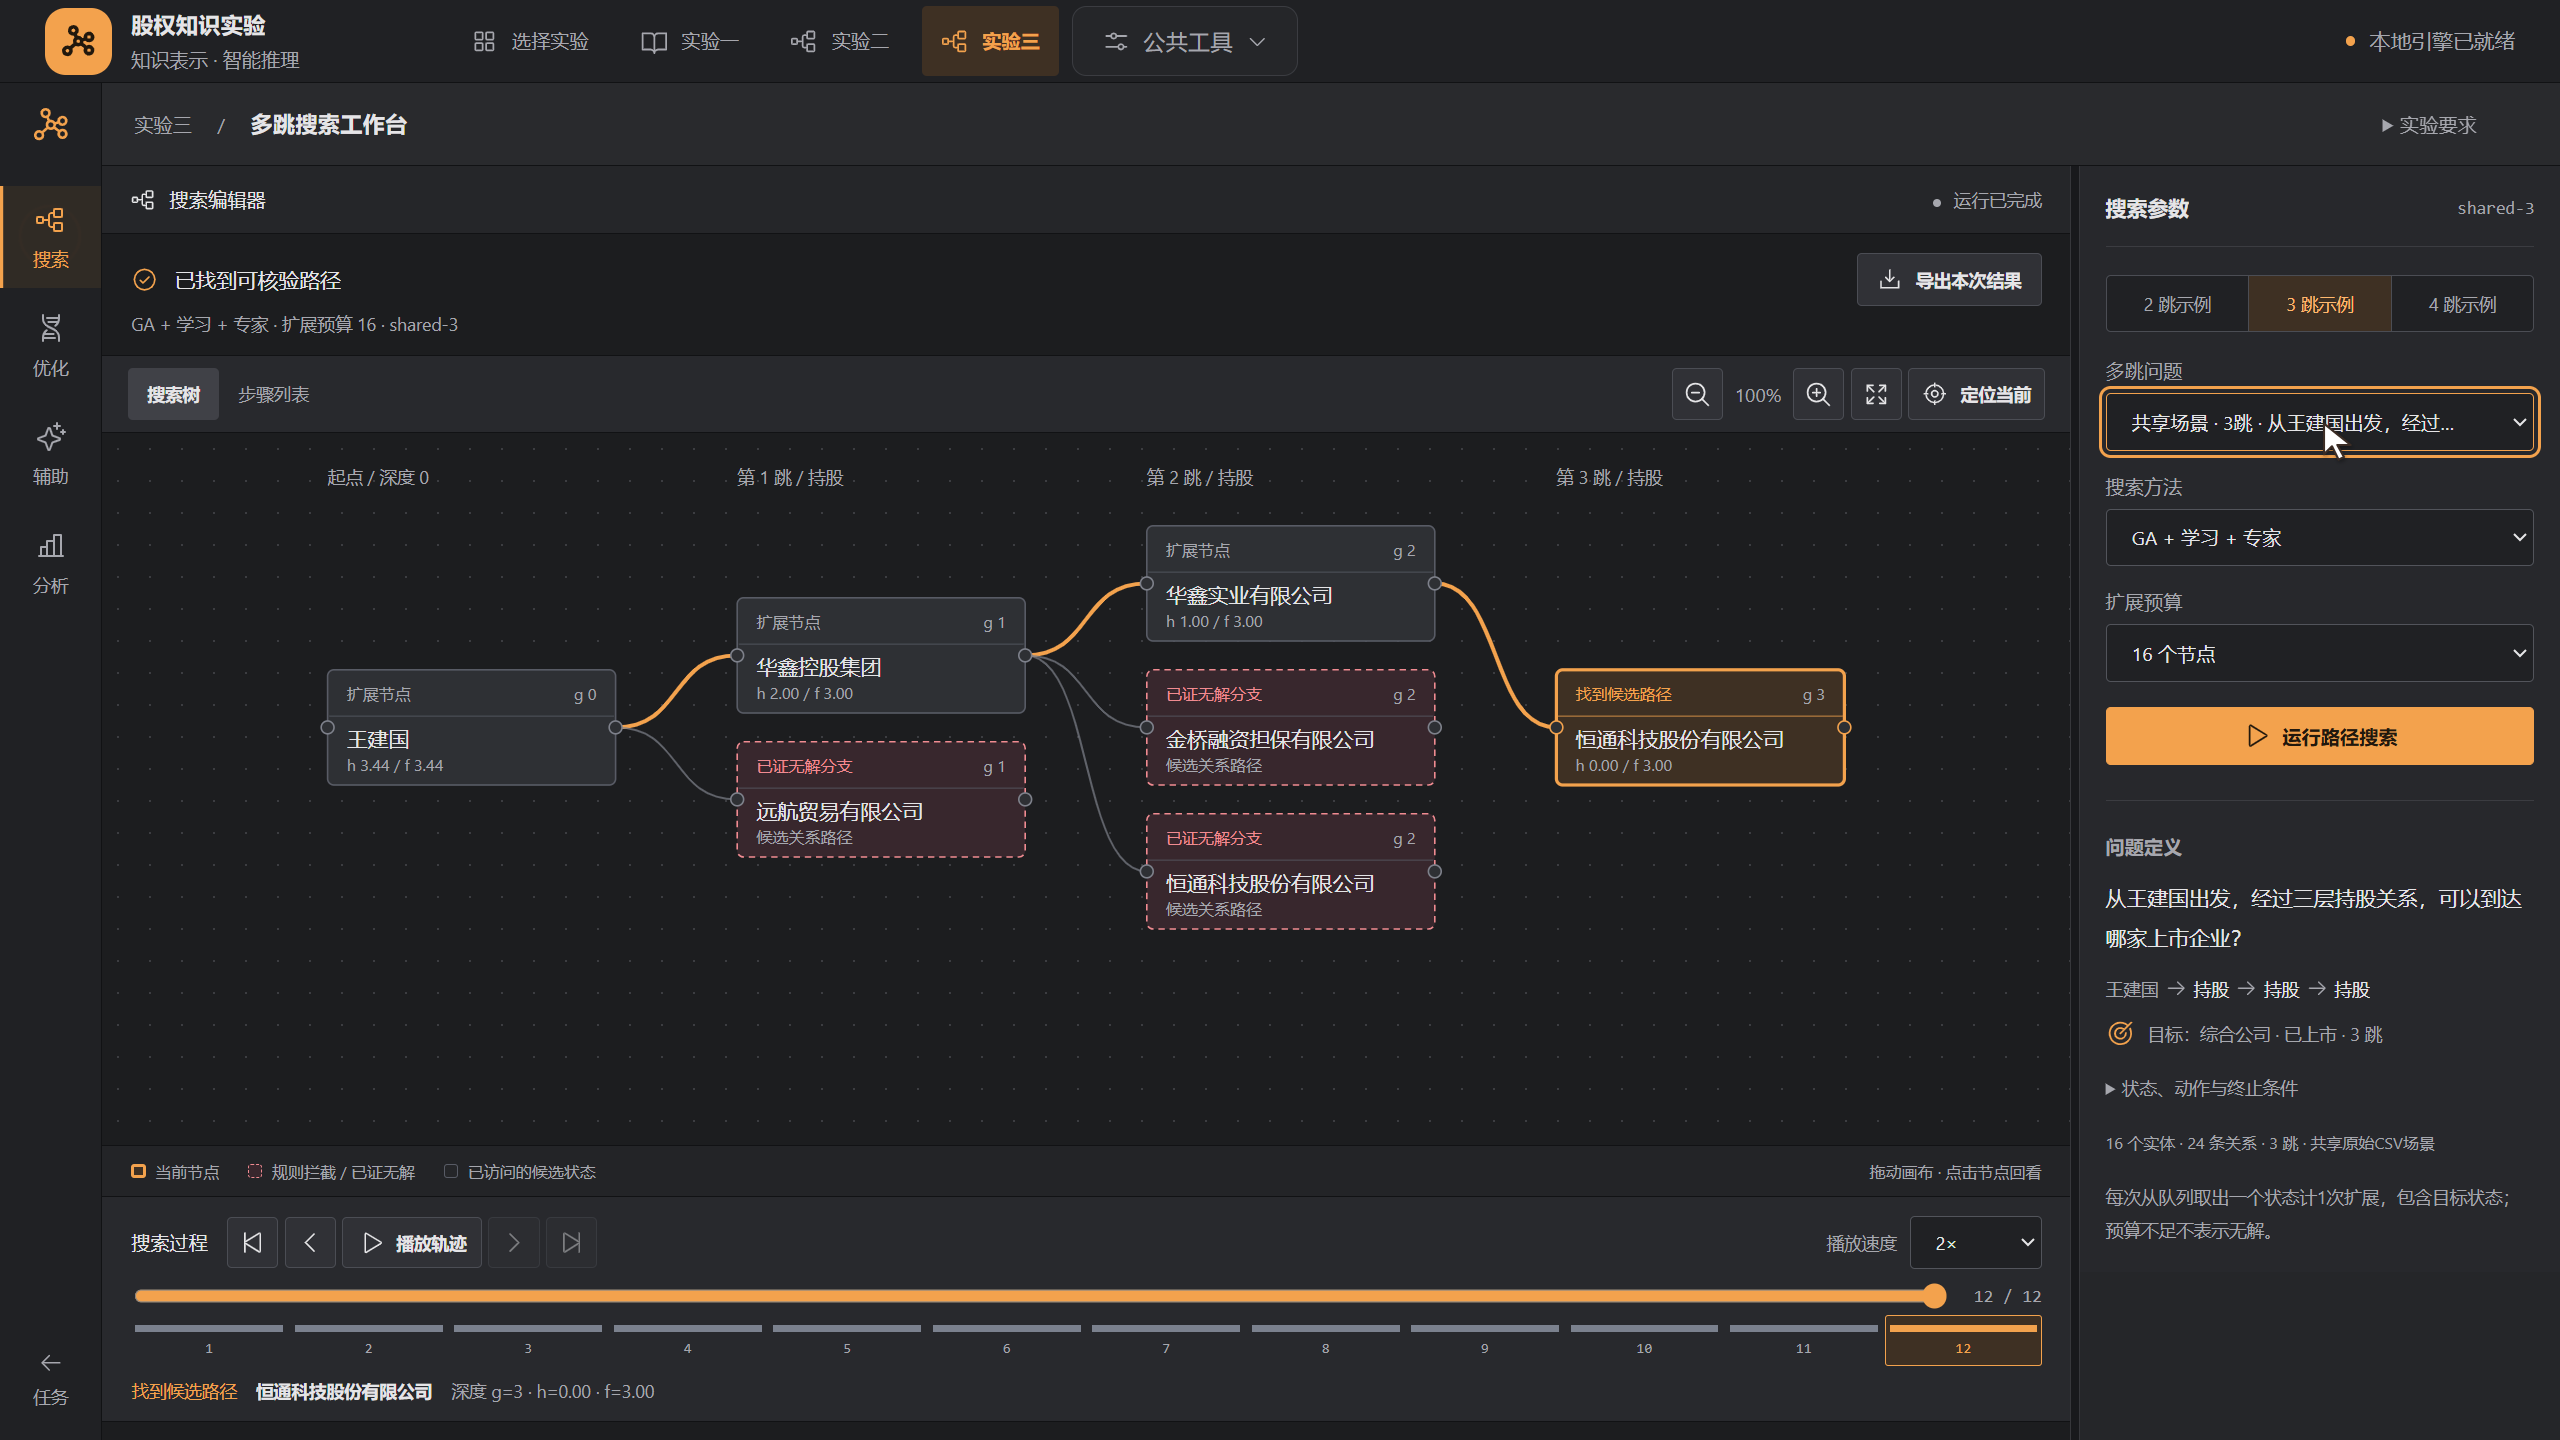 股权知识实验
知识表示 · 智能推理
选择实验
实验一
实验二
实验三
公共工具
本地引擎已就绪
实验三 / 多跳搜索工作台
实验要求
搜索
优化
辅助
分析
任务
搜索编辑器
运行已完成
已找到可核验路径
GA + 学习 + 专家 · 扩展预算 16 · shared-3
导出本次结果
搜索树
步骤列表
100%
定位当前
起点 / 深度 0
第 1 跳 / 持股
第 2 跳 / 持股
第 3 跳 / 持股
扩展节点 g 0
王建国
h 3.44 / f 3.44
扩展节点 g 1
华鑫控股集团
h 2.00 / f 3.00
已证无解分支 g 1
远航贸易有限公司
候选关系路径
扩展节点 g 2
华鑫实业有限公司
h 1.00 / f 3.00
已证无解分支 g 2
金桥融资担保有限公司
候选关系路径
已证无解分支 g 2
恒通科技股份有限公司
候选关系路径
找到候选路径 g 3
恒通科技股份有限公司
h 0.00 / f 3.00
当前节点
规则拦截 / 已证无解
已访问的候选状态
拖动画布 · 点击节点回看
搜索过程
播放轨迹
播放速度
2×
12 / 12
1 2 3 4 5 6 7 8 9 10 11 12
找到候选路径 恒通科技股份有限公司 深度 g=3 · h=0.00 · f=3.00
搜索参数
shared-3
2 跳示例
3 跳示例
4 跳示例
多跳问题
共享场景 · 3跳 · 从王建国出发，经过...
搜索方法
GA + 学习 + 专家
扩展预算
16 个节点
运行路径搜索
问题定义
从王建国出发，经过三层持股关系，可以到达
哪家上市企业？
王建国 → 持股 → 持股 → 持股
目标：综合公司 · 已上市 · 3 跳
状态、动作与终止条件
16 个实体 · 24 条关系 · 3 跳 · 共享原始CSV场景
每次从队列取出一个状态计1次扩展，包含目标状态；
预算不足不表示无解。